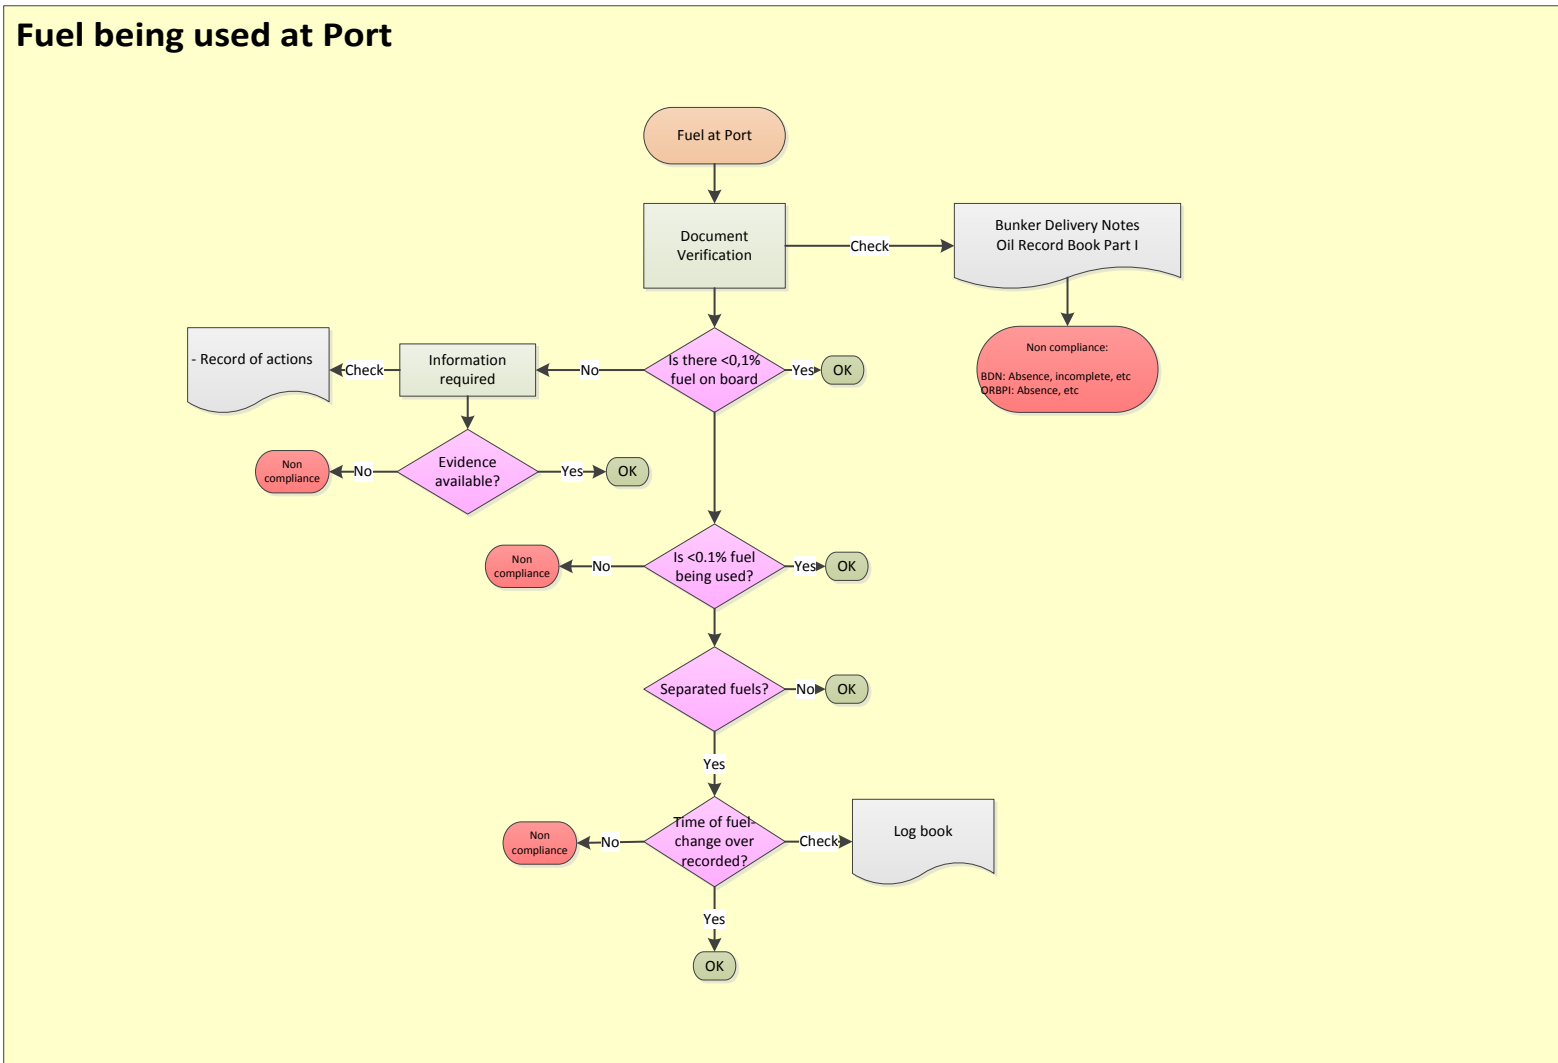 Fuel being used at Port
Fuel at Port
Document
Verification
Check
Bunker Delivery Notes
Oil Record Book Part I
Non compliance:
BDN: Absence, incomplete, etc
ORBPI: Absence, etc
Is there <0,1%
fuel on board
Yes
OK
No
Information
required
Check
- Record of actions
Evidence
available?
No
Non
compliance
Yes
OK
Is <0.1% fuel
being used?
No
Non
compliance
Yes
OK
Separated fuels?
No
OK
Yes
Time of fuel-
change over
recorded?
No
Non
compliance
Check
Log book
Yes
OK